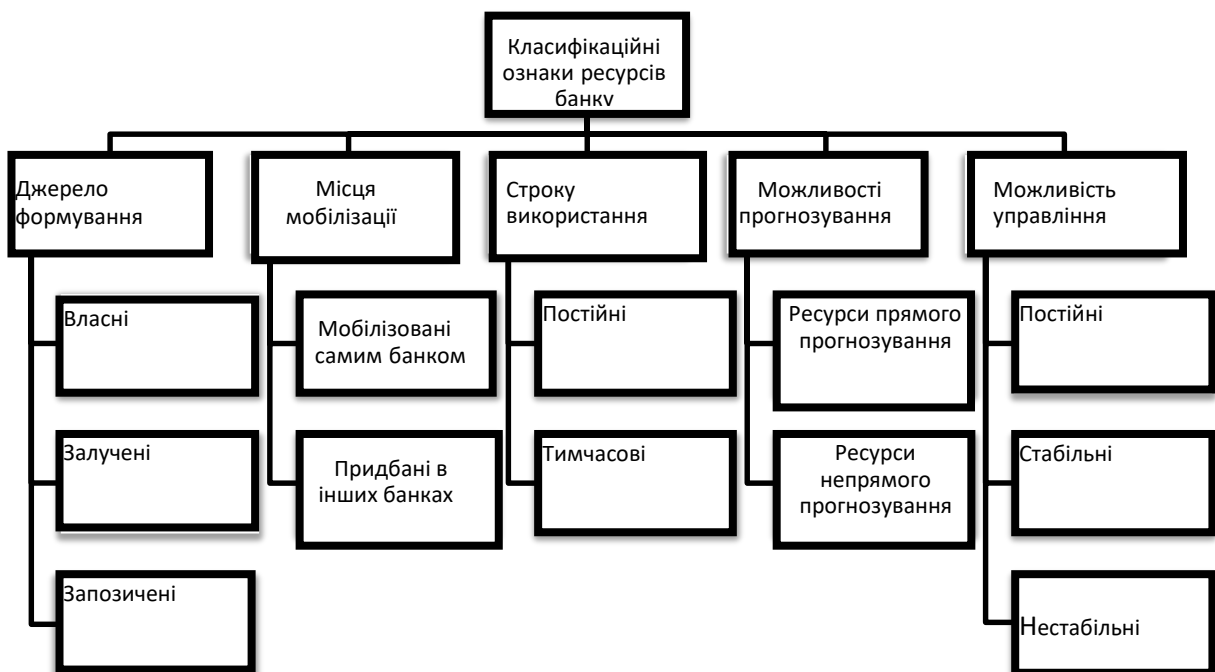 Класифікаційні
ознаки ресурсів
банку
Джерело
формування
Місця
мобілізації
Строку
використання
Можливості
прогнозування
Можливість
управління
Власні
Мобілізовані
самим банком
Постійні
Ресурси прямого
прогнозування
Постійні
Залучені
Придбані в
інших банках
Тимчасові
Ресурси
непрямого
прогнозування
Стабільні
Запозичені
Нестабільні